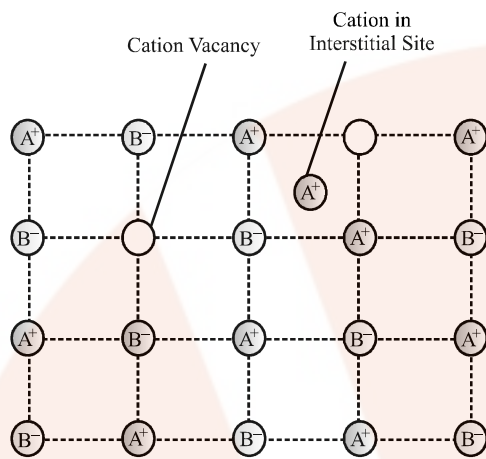 Cation in
Cation Vacancy
Interstitial Site
A⁺ B⁻ A⁺ A⁺
A⁺
B⁻ B⁻ A⁺ B⁻
A⁺ B⁻ A⁺ B⁻ A⁺
B⁻ A⁺ B⁻ A⁺ B⁻